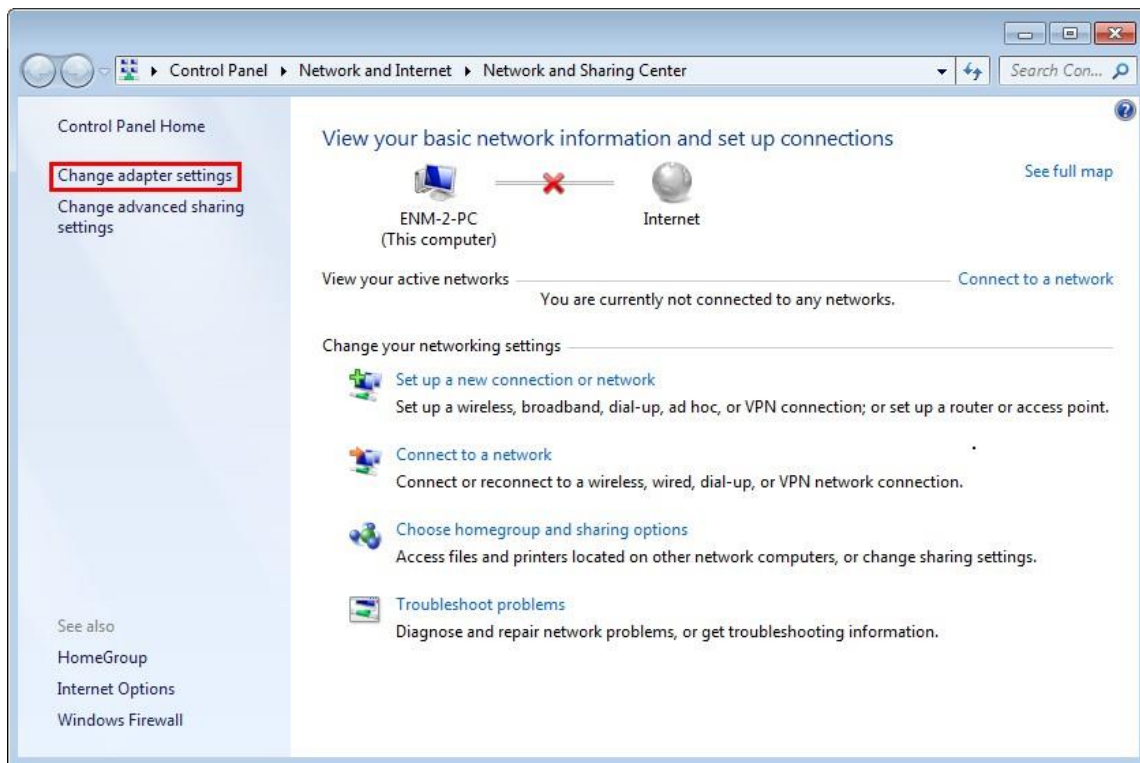 Control Panel ▸ Network and Internet ▸ Network and Sharing Center
Search Con...
Control Panel Home
Change adapter settings
Change advanced sharing
settings
See also
HomeGroup
Internet Options
Windows Firewall
View your basic network information and set up connections
See full map
ENM-2-PC
(This computer)
Internet
View your active networks
Connect to a network
You are currently not connected to any networks.
Change your networking settings
Set up a new connection or network
Set up a wireless, broadband, dial-up, ad hoc, or VPN connection; or set up a router or access point.
Connect to a network
Connect or reconnect to a wireless, wired, dial-up, or VPN network connection.
Choose homegroup and sharing options
Access files and printers located on other network computers, or change sharing settings.
Troubleshoot problems
Diagnose and repair network problems, or get troubleshooting information.